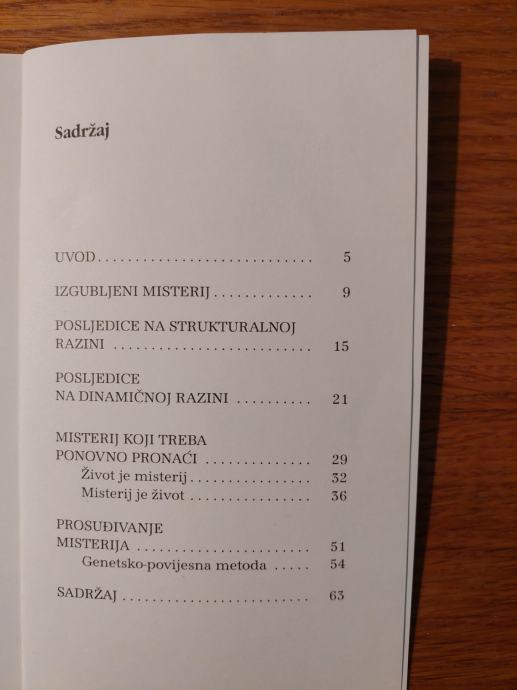 Sadržaj
UVOD............................ 5
IZGUBLJENI MISTERIJ............. 9
POSLJEDICE NA STRUKTURALNOJ
RAZINI .......................... 15
POSLJEDICE
NA DINAMIČNOJ RAZINI .......... 21
MISTERIJ KOJI TREBA
PONOVNO PRONAĆI .............. 29
Život je misterij................ 32
Misterij je život ................ 36
PROSUĐIVANJE
MISTERIJA ....................... 51
Genetsko-povijesna metoda ..... 54
SADRŽAJ ......................... 63